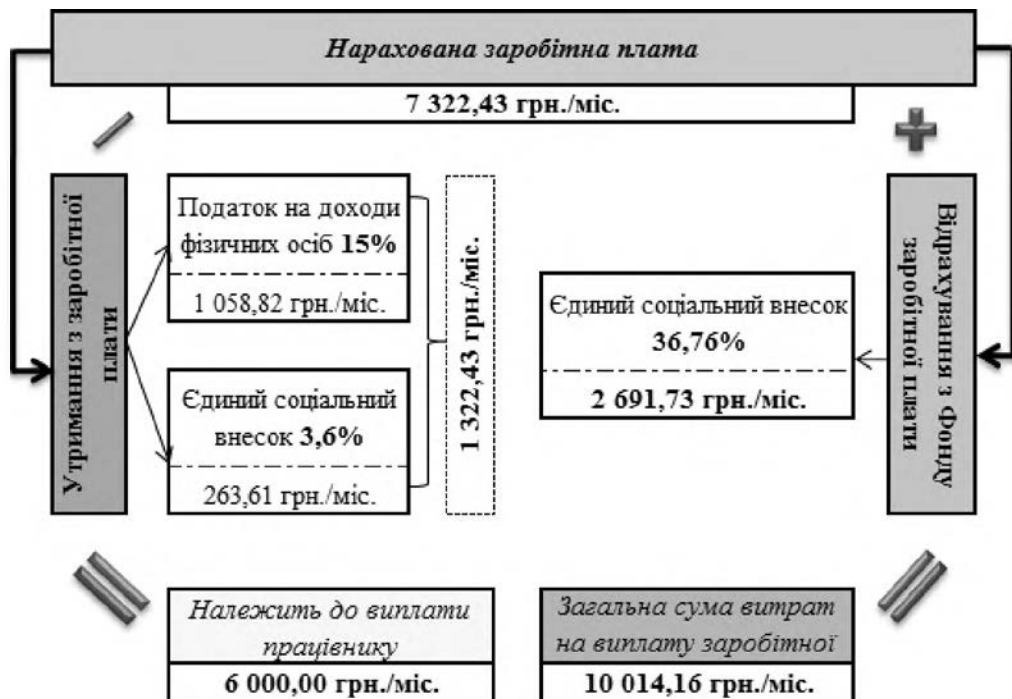 Нарахована заробітна плата
7 322,43 грн./міс.
Утримання з заробітної
плати
Податок на доходи
фізичних осіб 15%
1 058,82 грн./міс.
Єдиний соціальний
внесок 3,6%
263,61 грн./міс.
1 322,43 грн./міс.
Єдиний соціальний внесок
36,76%
2 691,73 грн./міс.
Відрахування з Фонду
заробітної плати
Належить до виплати
працівнику
6 000,00 грн./міс.
Загальна сума витрат
на виплату заробітної
10 014,16 грн./міс.